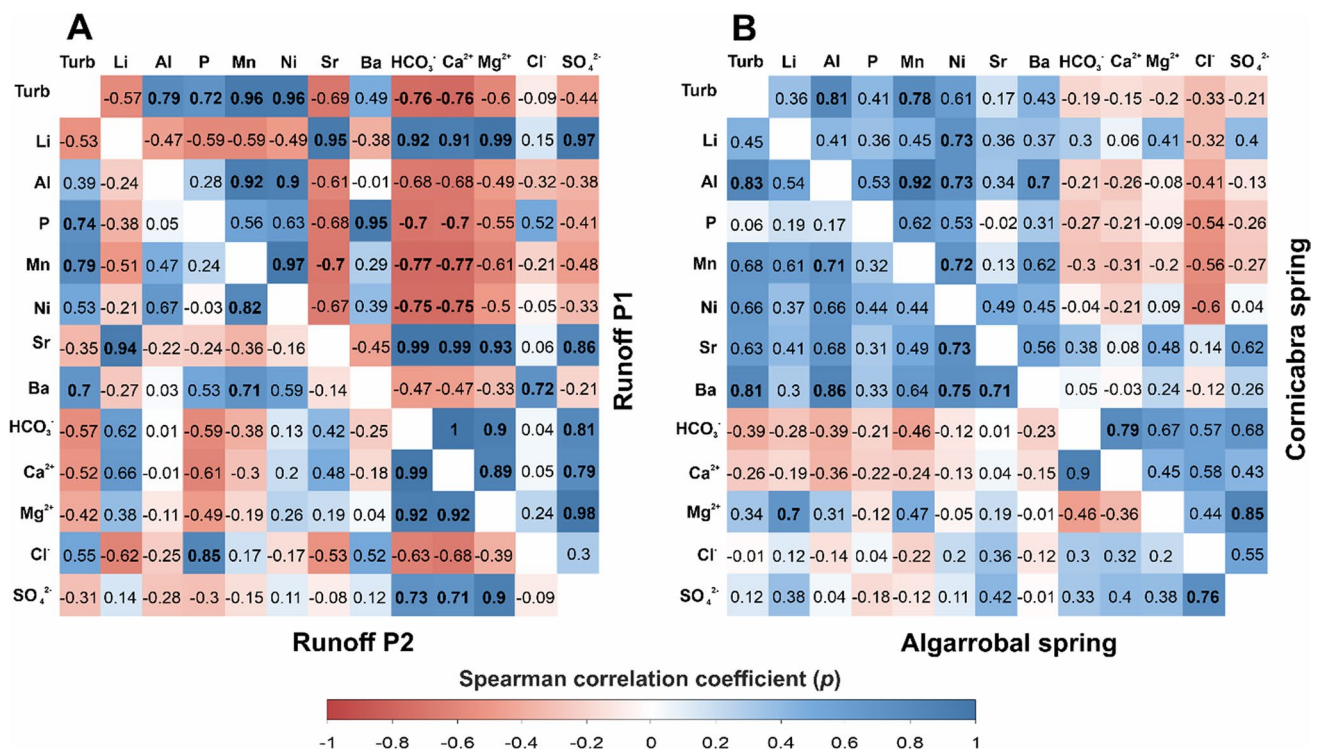 A
Turb Li Al P Mn Ni Sr Ba HCO₃⁻ Ca²⁺ Mg²⁺ Cl⁻ SO₄²⁻
Turb -0.57 0.79 0.72 0.96 0.96 -0.69 0.49 -0.76 -0.76 -0.6 -0.09 -0.44
Li -0.53 -0.47 -0.59 -0.59 -0.49 0.95 -0.38 0.92 0.91 0.99 0.15 0.97
Al 0.39 -0.24 0.28 0.92 0.9 -0.61 -0.01 -0.68 -0.68 -0.49 -0.32 -0.38
P 0.74 -0.38 0.05 0.56 0.63 -0.68 0.95 -0.7 -0.7 -0.55 0.52 -0.41
Mn 0.79 -0.51 0.47 0.24 0.97 -0.7 0.29 -0.77 -0.77 -0.61 -0.21 -0.48
Ni 0.53 -0.21 0.67 -0.03 0.82 -0.67 0.39 -0.75 -0.75 -0.5 -0.05 -0.33
Sr -0.35 0.94 -0.22 -0.24 -0.36 -0.16 -0.45 0.99 0.99 0.93 0.06 0.86
Ba 0.7 -0.27 0.03 0.53 0.71 0.59 -0.14 -0.47 -0.47 -0.33 0.72 -0.21
HCO₃⁻ -0.57 0.62 0.01 -0.59 -0.38 0.13 0.42 -0.25 1 0.9 0.04 0.81
Ca²⁺ -0.52 0.66 -0.01 -0.61 -0.3 0.2 0.48 -0.18 0.99 0.89 0.05 0.79
Mg²⁺ -0.42 0.38 -0.11 -0.49 -0.19 0.26 0.19 0.04 0.92 0.92 0.24 0.98
Cl⁻ 0.55 -0.62 -0.25 0.85 0.17 -0.17 -0.53 0.52 -0.63 -0.68 -0.39 0.3
SO₄²⁻ -0.31 0.14 -0.28 -0.3 -0.15 0.11 -0.08 0.12 0.73 0.71 0.9 -0.09
Runoff P1
Runoff P2
B
Turb Li Al P Mn Ni Sr Ba HCO₃⁻ Ca²⁺ Mg²⁺ Cl⁻ SO₄²⁻
Turb 0.36 0.81 0.41 0.78 0.61 0.17 0.43 -0.19 -0.15 -0.2 -0.33 -0.21
Li 0.45 0.41 0.36 0.45 0.73 0.36 0.37 0.3 0.06 0.41 -0.32 0.4
Al 0.83 0.54 0.53 0.92 0.73 0.34 0.7 -0.21 -0.26 -0.08 -0.41 -0.13
P 0.06 0.19 0.17 0.62 0.53 -0.02 0.31 -0.27 -0.21 -0.09 -0.54 -0.26
Mn 0.68 0.61 0.71 0.32 0.72 0.13 0.62 -0.3 -0.31 -0.2 -0.56 -0.27
Ni 0.66 0.37 0.66 0.44 0.44 0.49 0.45 -0.04 -0.21 0.09 -0.6 0.04
Sr 0.63 0.41 0.68 0.31 0.49 0.73 0.56 0.38 0.08 0.48 0.14 0.62
Ba 0.81 0.3 0.86 0.33 0.64 0.75 0.71 0.05 -0.03 0.24 -0.12 0.26
HCO₃⁻ -0.39 -0.28 -0.39 -0.21 -0.46 -0.12 0.01 -0.23 0.79 0.67 0.57 0.68
Ca²⁺ -0.26 -0.19 -0.36 -0.22 -0.24 -0.13 0.04 -0.15 0.9 0.45 0.58 0.43
Mg²⁺ 0.34 0.7 0.31 -0.12 0.47 -0.05 0.19 -0.01 -0.46 -0.36 0.44 0.85
Cl⁻ -0.01 0.12 -0.14 0.04 -0.22 0.2 0.36 -0.12 0.3 0.32 0.2 0.55
SO₄²⁻ 0.12 0.38 0.04 -0.18 -0.12 0.11 0.42 -0.01 0.33 0.4 0.38 0.76
Cornicabra spring
Algarrobal spring
Spearman correlation coefficient (p)
-1 -0.8 -0.6 -0.4 -0.2 0 0.2 0.4 0.6 0.8 1